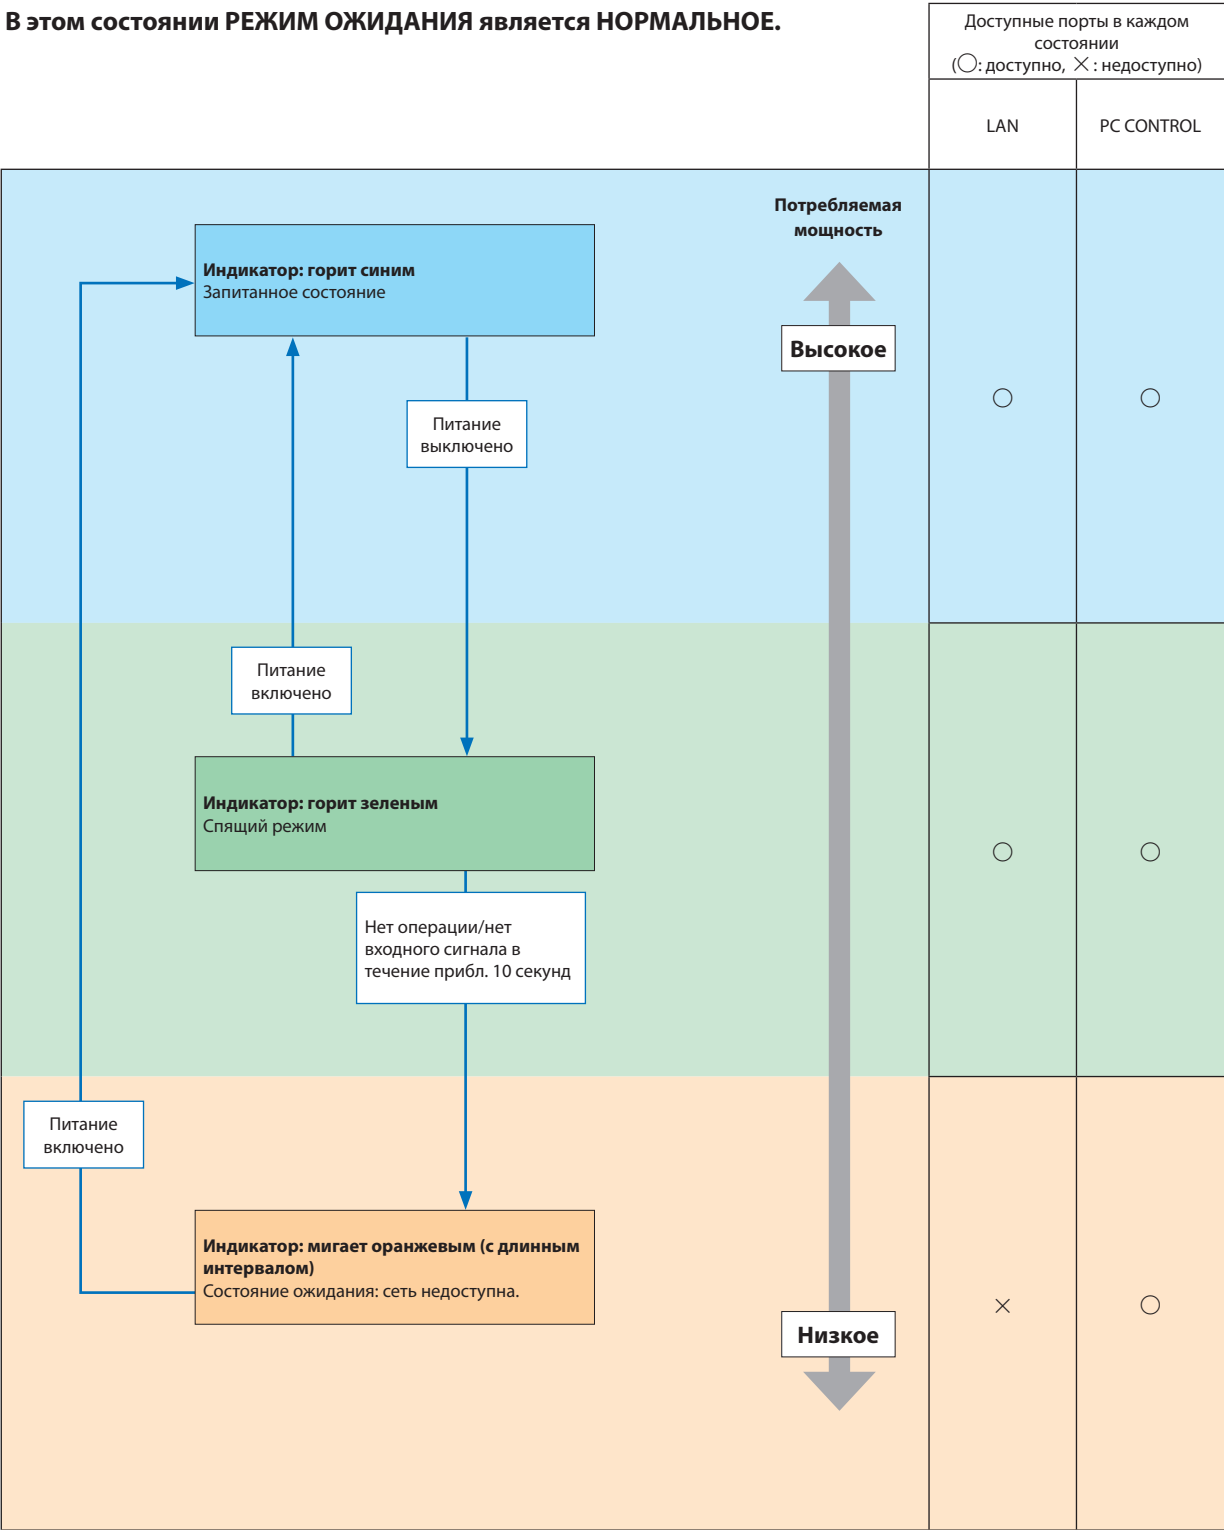 В этом состоянии РЕЖИМ ОЖИДАНИЯ является НОРМАЛЬНОЕ.
Доступные порты в каждом
состоянии
(○: доступно, × : недоступно)
LAN
PC CONTROL
Потребляемая
мощность
Индикатор: горит синим
Запитанное состояние
Высокое
○
○
Питание
выключено
Питание
включено
Индикатор: горит зеленым
Спящий режим
○
○
Нет операции/нет
входного сигнала в
течение прибл. 10 секунд
Питание
включено
Индикатор: мигает оранжевым (с длинным
интервалом)
Состояние ожидания: сеть недоступна.
Низкое
×
○